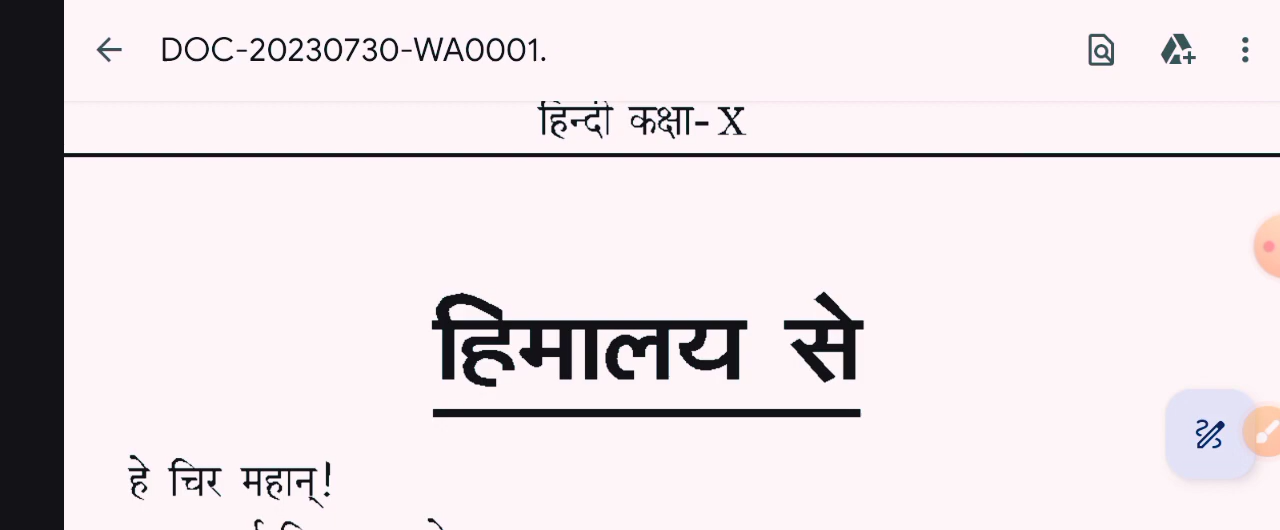 DOC-20230730-WA0001.
हिन्दी कक्षा- X
हिमालय से
हे चिर महान्!